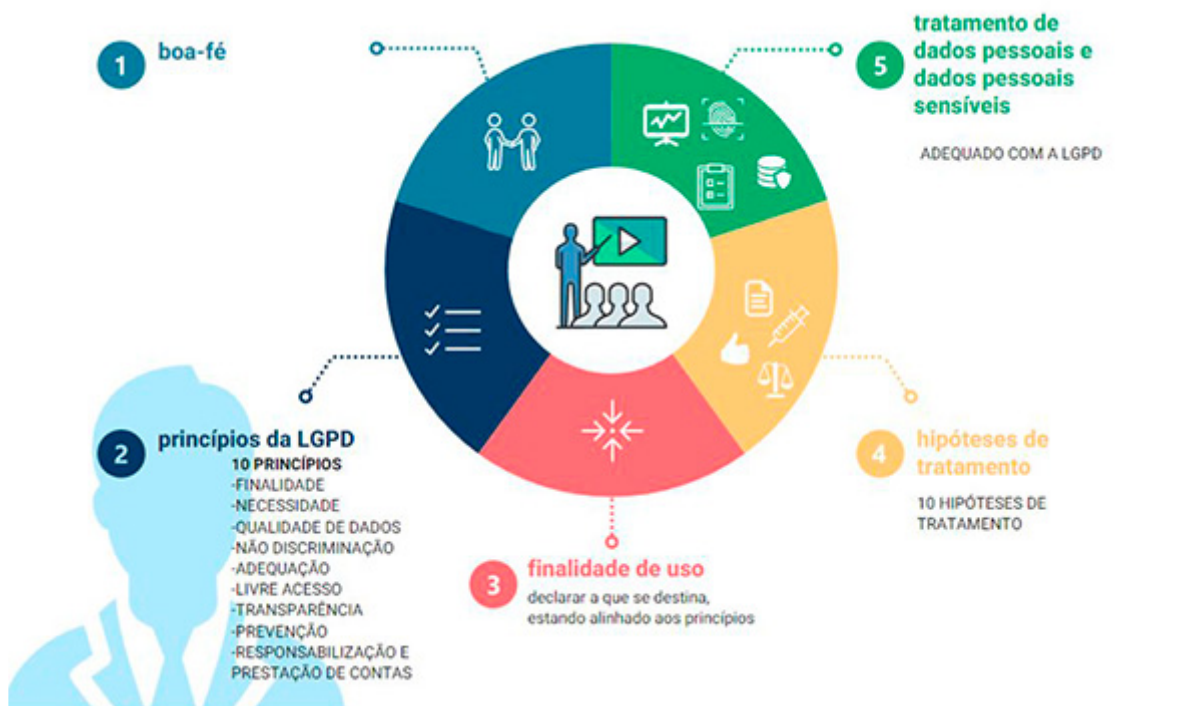 1
boa-fé
2
princípios da LGPD
10 PRINCÍPIOS
-FINALIDADE
-NECESSIDADE
-QUALIDADE DE DADOS
-NÃO DISCRIMINAÇÃO
-ADEQUAÇÃO
-LIVRE ACESSO
-TRANSPARÊNCIA
-PREVENÇÃO
-RESPONSABILIZAÇÃO E
PRESTAÇÃO DE CONTAS
3
finalidade de uso
declarar a que se destina,
estando alinhado aos princípios
4
hipóteses de
tratamento
10 HIPÓTESES DE
TRATAMENTO
5
tratamento de
dados pessoais e
dados pessoais
sensíveis
ADEQUADO COM A LGPD